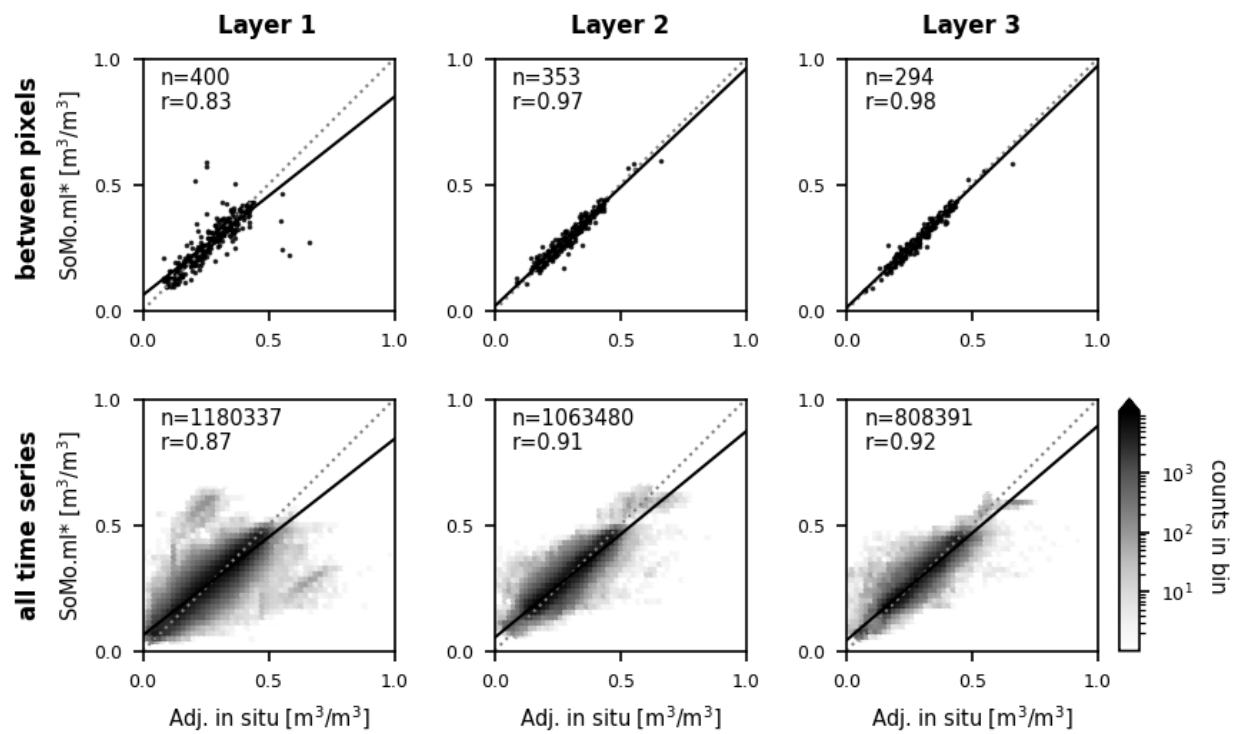 Layer 1
Layer 2
Layer 3
between pixels
SoMo.ml* [m³/m³]
1.0
0.5
0.0
n=400
r=0.83
0.0 0.5 1.0
1.0
0.5
0.0
n=353
r=0.97
0.0 0.5 1.0
1.0
0.5
0.0
n=294
r=0.98
0.0 0.5 1.0
all time series
SoMo.ml* [m³/m³]
1.0
0.5
0.0
n=1180337
r=0.87
0.0 0.5 1.0
Adj. in situ [m³/m³]
1.0
0.5
0.0
n=1063480
r=0.91
0.0 0.5 1.0
Adj. in situ [m³/m³]
1.0
0.5
0.0
n=808391
r=0.92
0.0 0.5 1.0
Adj. in situ [m³/m³]
10³
10²
10¹
counts in bin